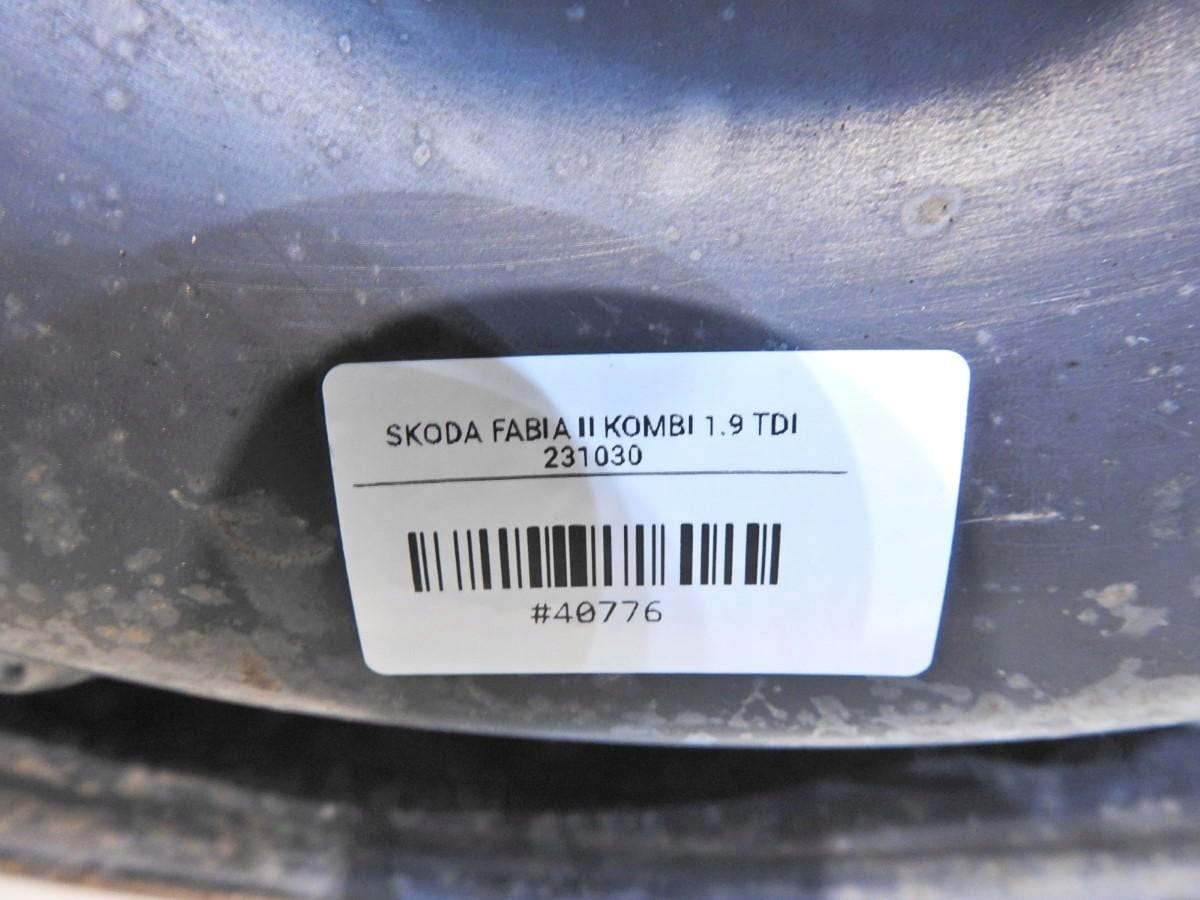 SKODA FABIA II KOMBI 1.9 TDI
231030
#40776